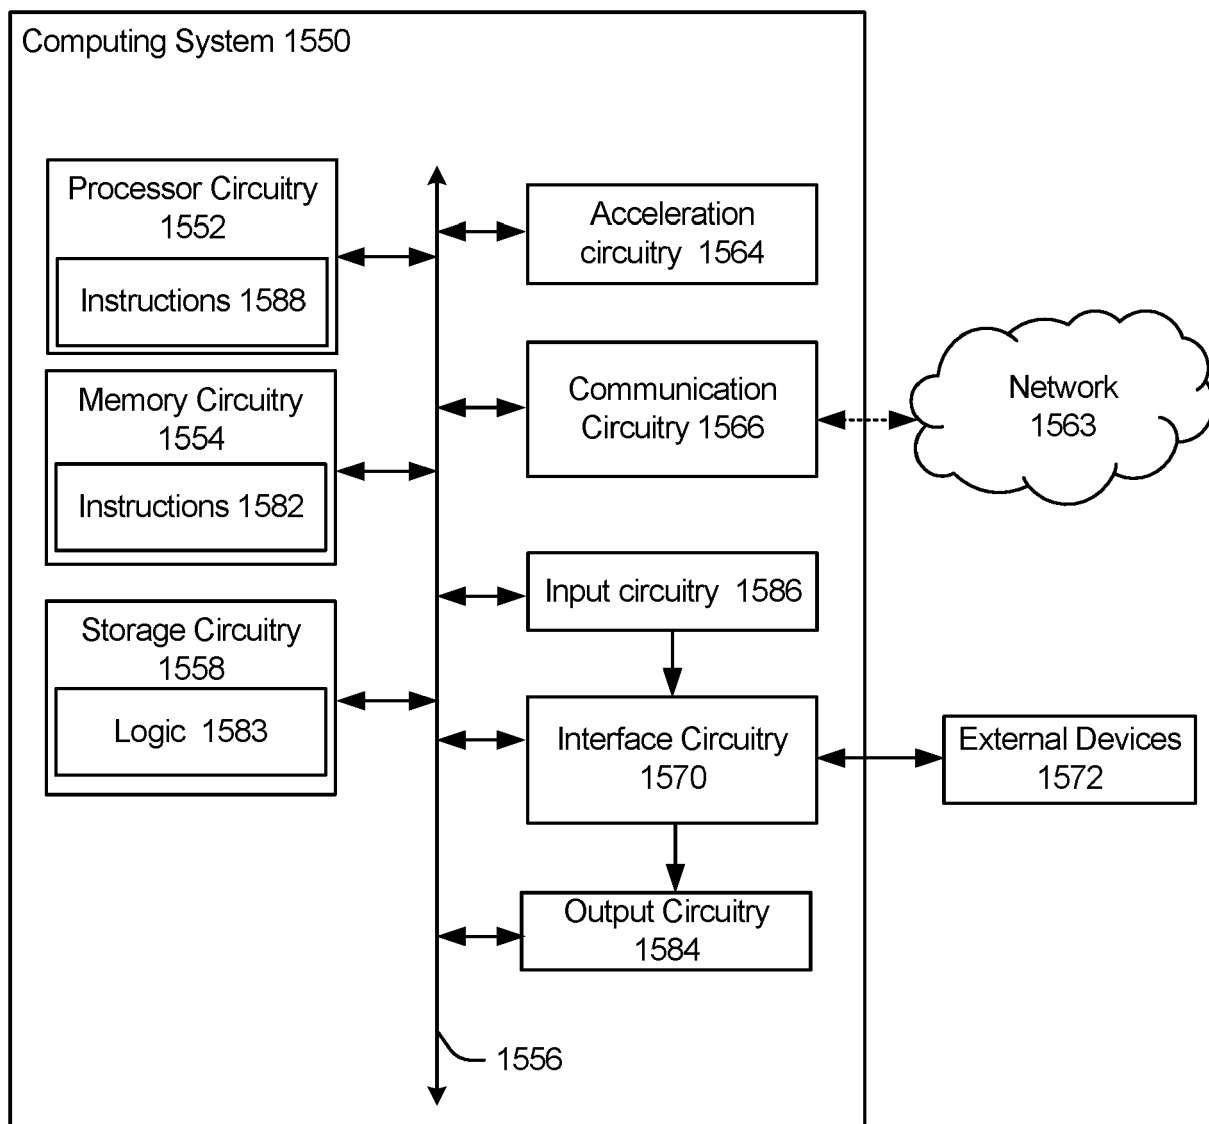 Computing System 1550
Processor Circuitry
1552
Instructions 1588
Memory Circuitry
1554
Instructions 1582
Storage Circuitry
1558
Logic 1583
Acceleration
circuitry 1564
Communication
Circuitry 1566
Network
1563
Input circuitry 1586
Interface Circuitry
1570
External Devices
1572
Output Circuitry
1584
1556